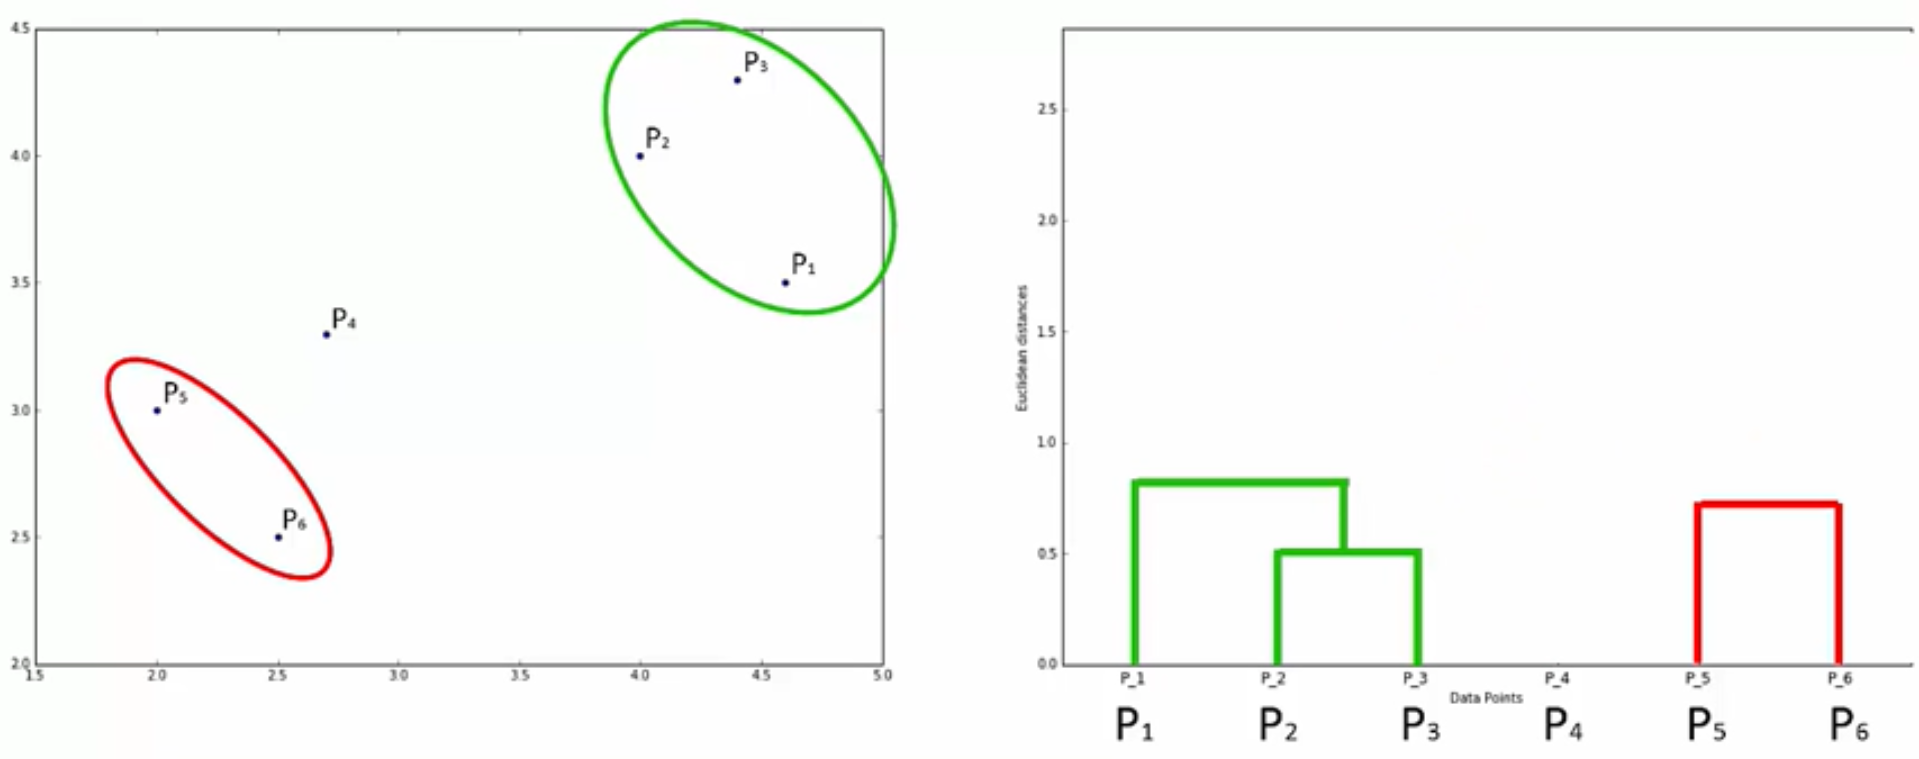 4.5
P3
P2
4.0
P1
3.5
P4
P5
3.0
P6
2.5
2.0
1.5 2.0 2.5 3.0 3.5 4.0 4.5 5.0
2.5
2.0
1.5
Euclidean distances
1.0
0.5
0.0
P_1 P_2 P_3 P_4 P_5 P_6
Data Points
P1 P2 P3 P4 P5 P6